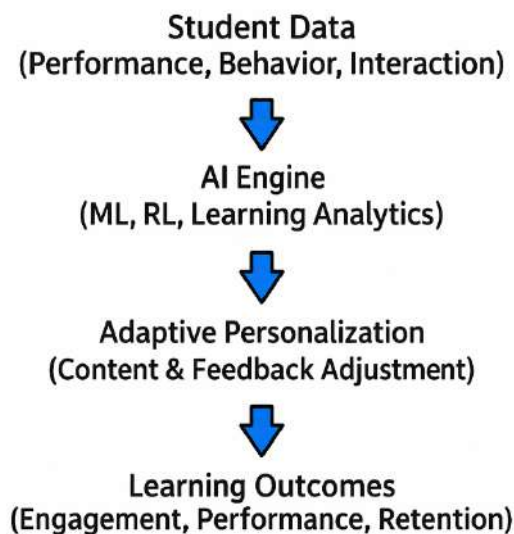 Student Data
(Performance, Behavior, Interaction)
AI Engine
(ML, RL, Learning Analytics)
Adaptive Personalization
(Content & Feedback Adjustment)
Learning Outcomes
(Engagement, Performance, Retention)